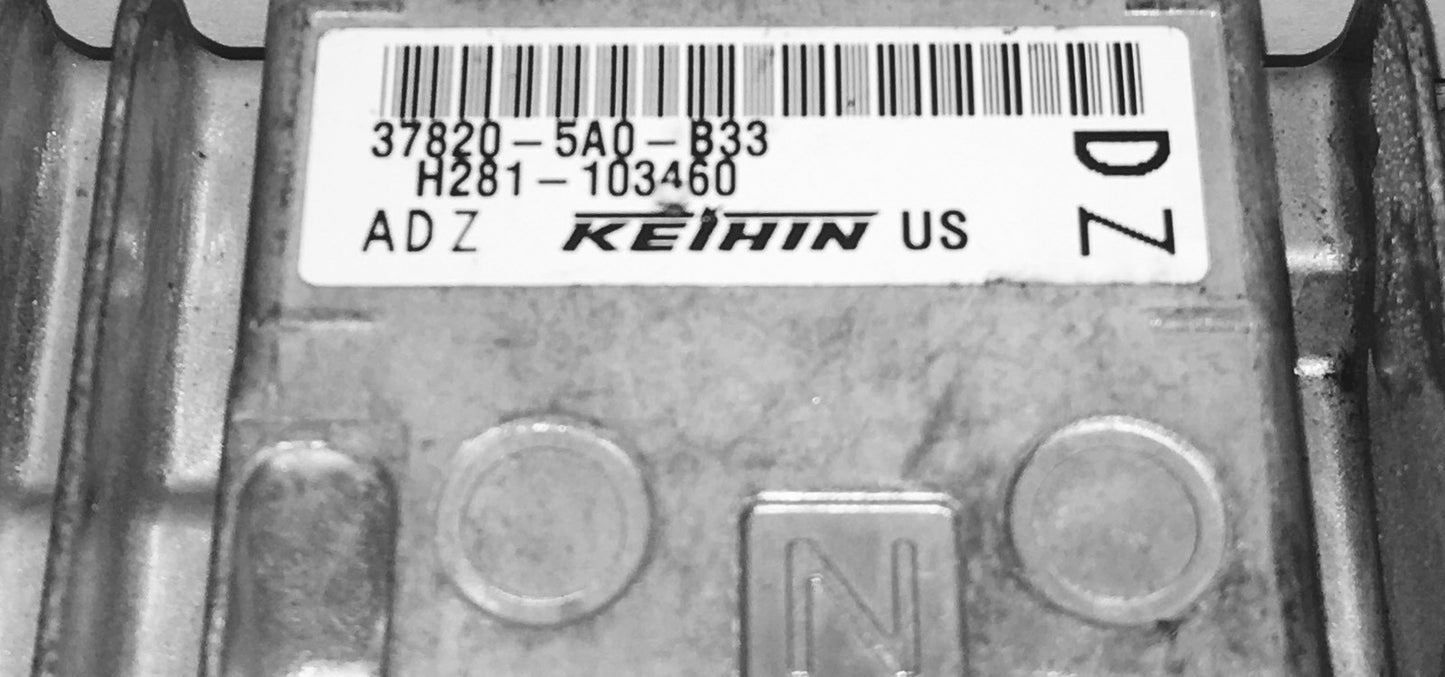 37820-5A0-B33
H281-103460
ADZ KEIHIN US
DZ
N